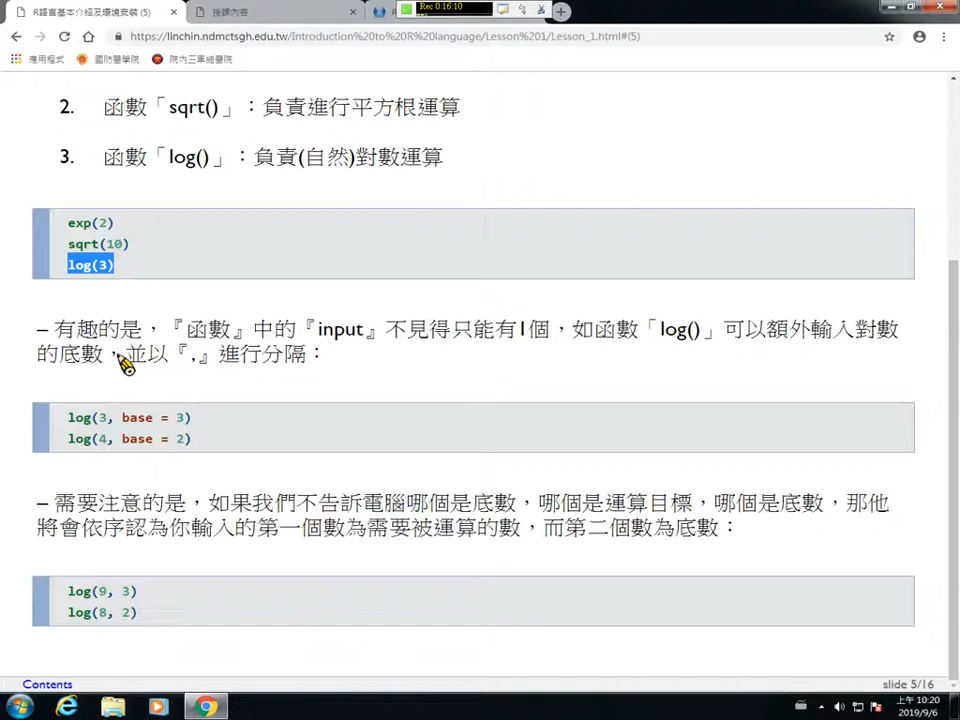 R語言基本介紹及環境安裝 (5)
授課內容
Rec 0:16:10
https://linchin.ndmctsgh.edu.tw/Introduction%20to%20R%20language/Lesson%201/Lesson_1.html#(5)
應用程式
國防醫學院
院內三軍總醫院
2. 函數「sqrt()」：負責進行平方根運算
3. 函數「log()」：負責(自然)對數運算
exp(2)
sqrt(10)
log(3)
– 有趣的是，『函數』中的『input』不見得只能有1個，如函數「log()」可以額外輸入對數
的底數，並以『,』進行分隔：
log(3, base = 3)
log(4, base = 2)
– 需要注意的是，如果我們不告訴電腦哪個是底數，哪個是運算目標，哪個是底數，那他
將會依序認為你輸入的第一個數為需要被運算的數，而第二個數為底數：
log(9, 3)
log(8, 2)
Contents
slide 5/16
上午 10:20
2019/9/6